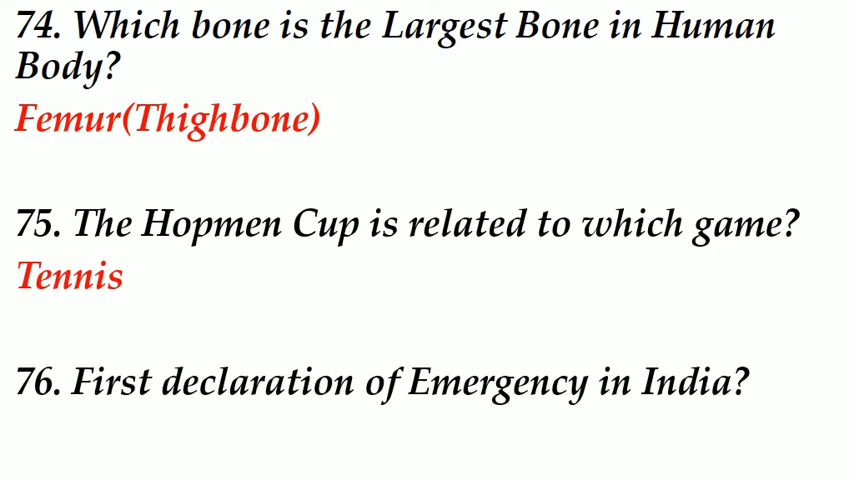 74. Which bone is the Largest Bone in Human
Body?
Femur(Thighbone)
75. The Hopmen Cup is related to which game?
Tennis
76. First declaration of Emergency in India?